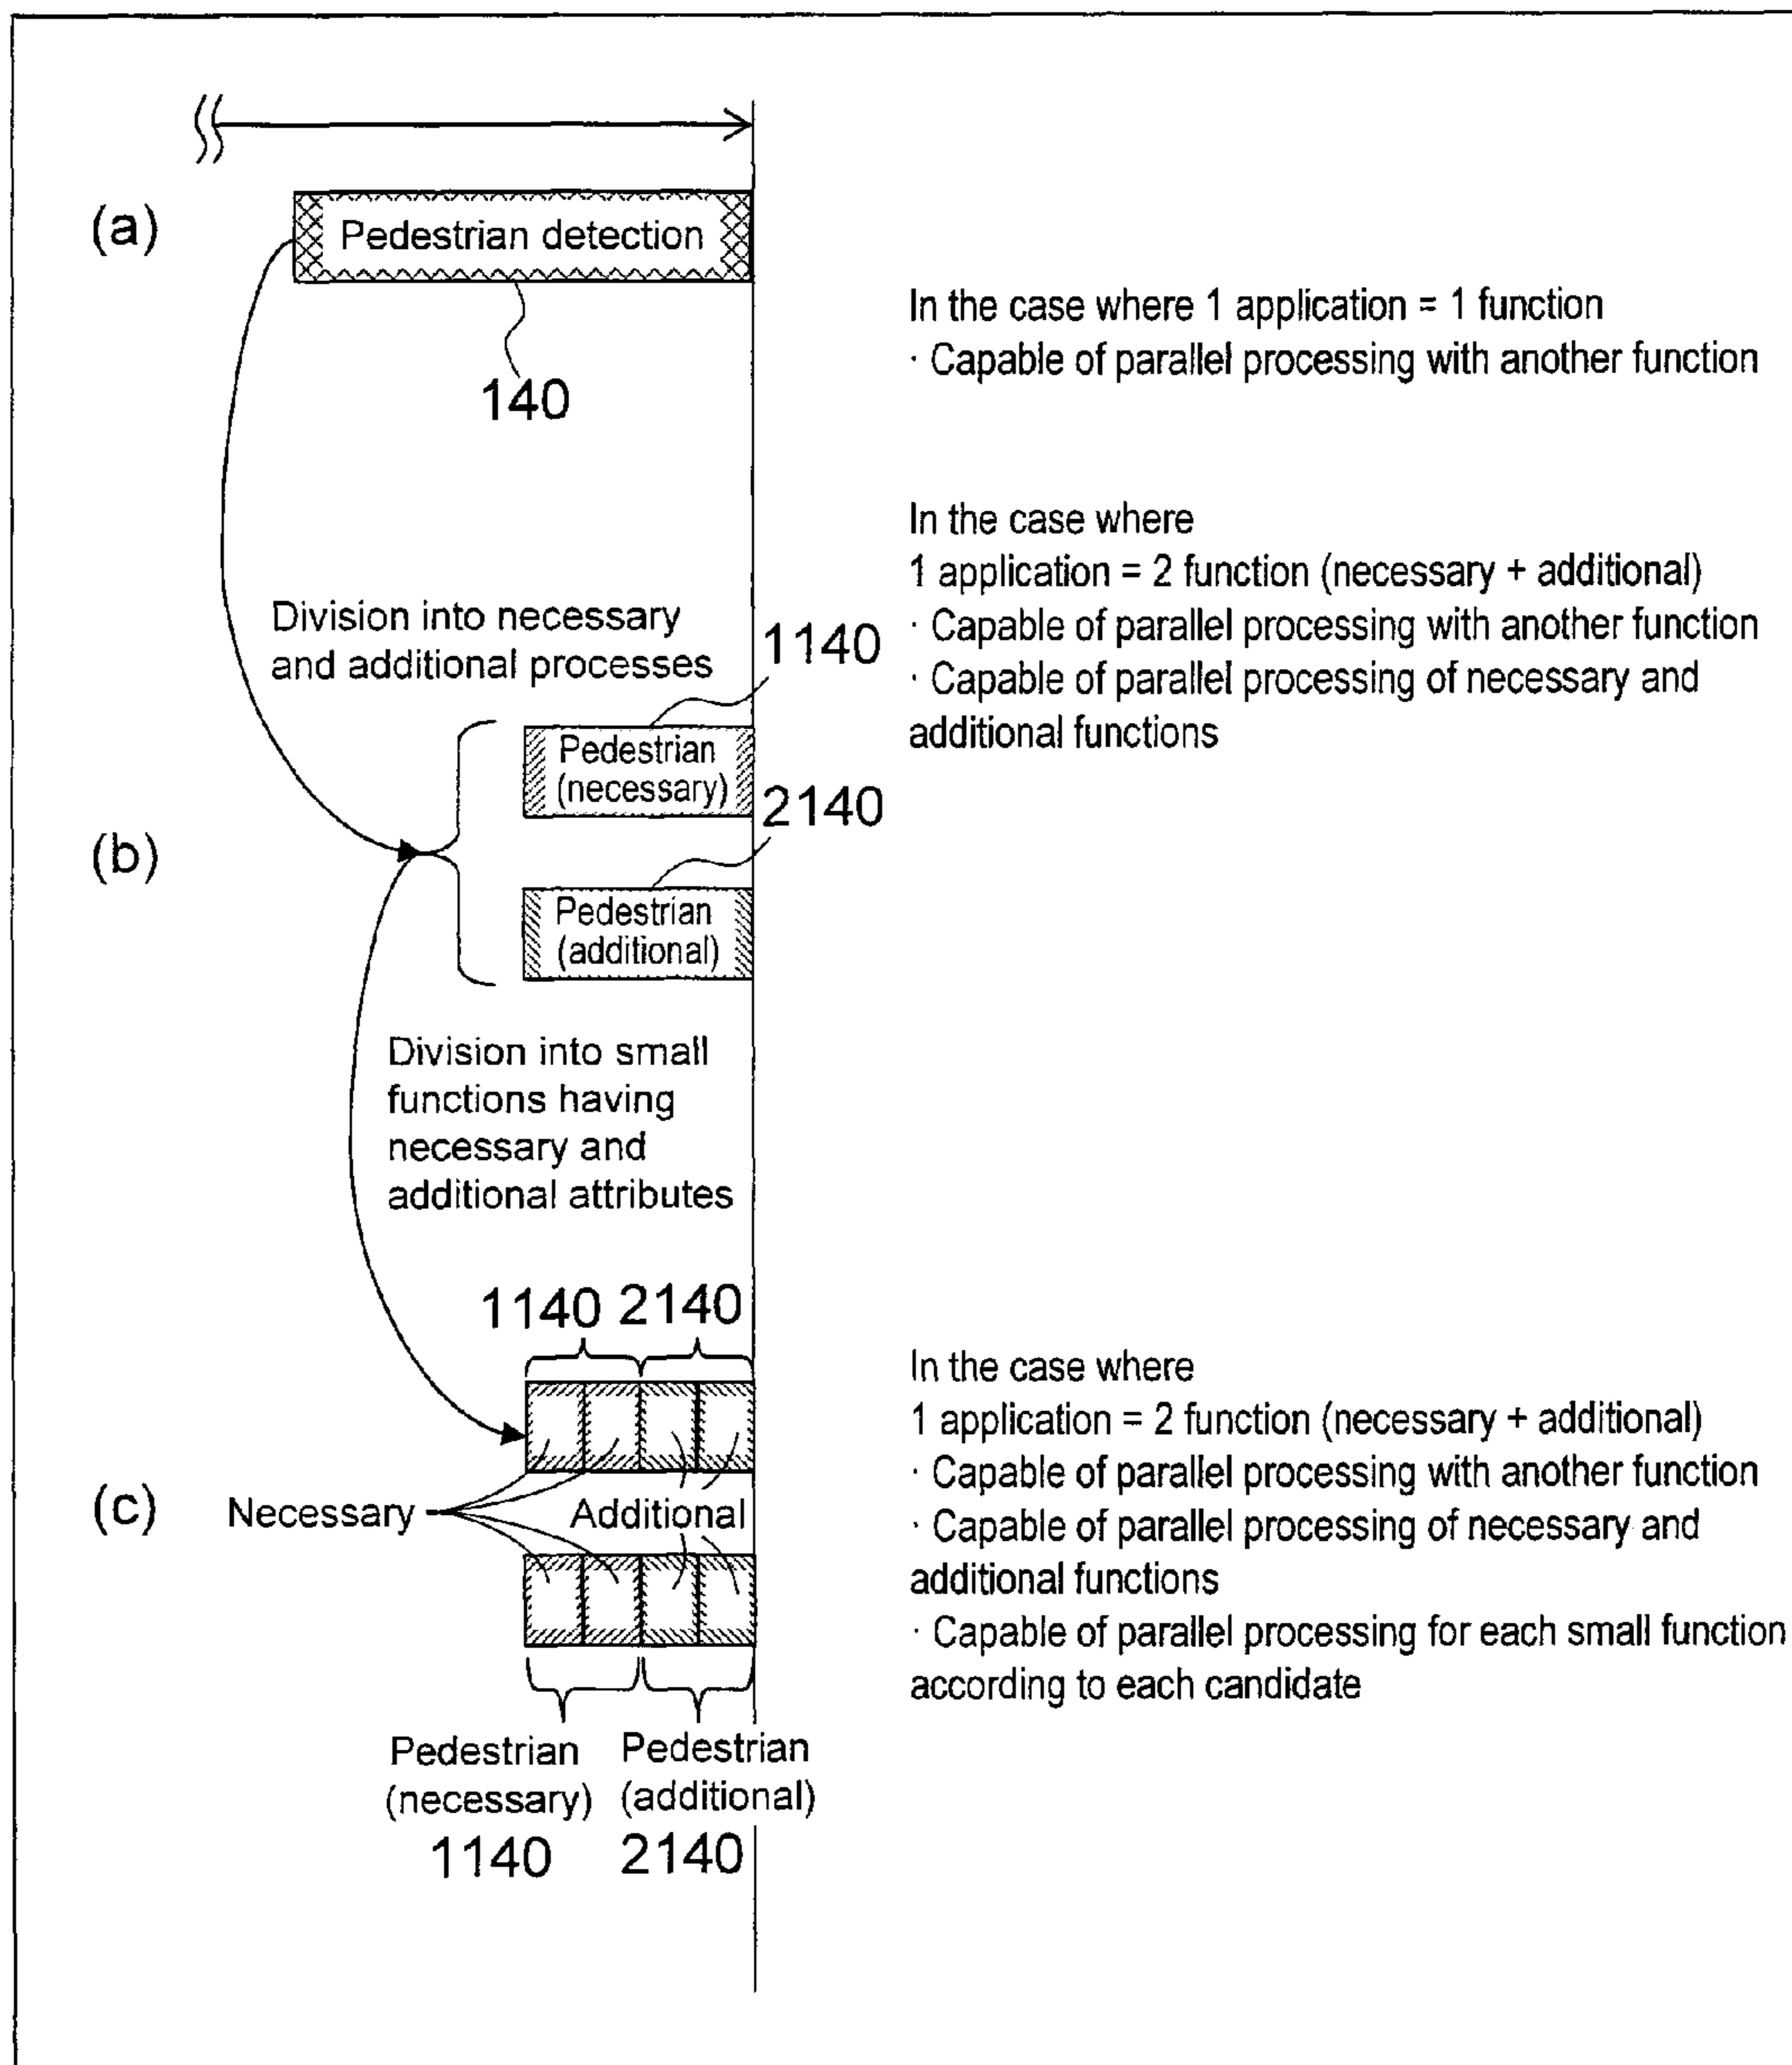 (a)
Pedestrian detection
140
In the case where 1 application = 1 function
· Capable of parallel processing with another function
In the case where
1 application = 2 function (necessary + additional)
· Capable of parallel processing with another function
· Capable of parallel processing of necessary and
additional functions
Division into necessary
and additional processes
1140
Pedestrian
(necessary)
2140
(b)
Pedestrian
(additional)
Division into small
functions having
necessary and
additional attributes
1140 2140
(c)
Necessary
Additional
In the case where
1 application = 2 function (necessary + additional)
· Capable of parallel processing with another function
· Capable of parallel processing of necessary and
additional functions
· Capable of parallel processing for each small function
according to each candidate
Pedestrian
(necessary)
1140
Pedestrian
(additional)
2140